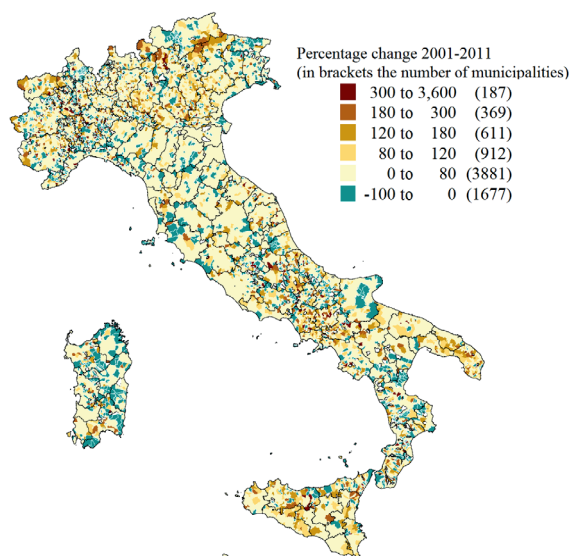 Percentage change 2001-2011
(in brackets the number of municipalities)
300 to 3,600 (187)
180 to 300 (369)
120 to 180 (611)
80 to 120 (912)
0 to 80 (3881)
-100 to 0 (1677)